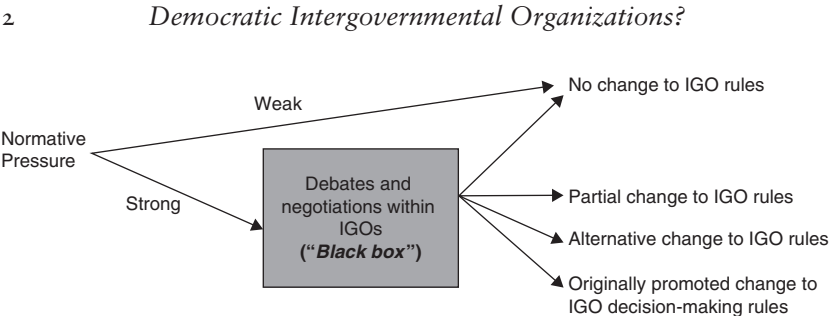 2 Democratic Intergovernmental Organizations?
Weak
No change to IGO rules
Normative
Pressure
Strong
Debates and
negotiations within
IGOs
(“Black box”)
Partial change to IGO rules
Alternative change to IGO rules
Originally promoted change to
IGO decision-making rules